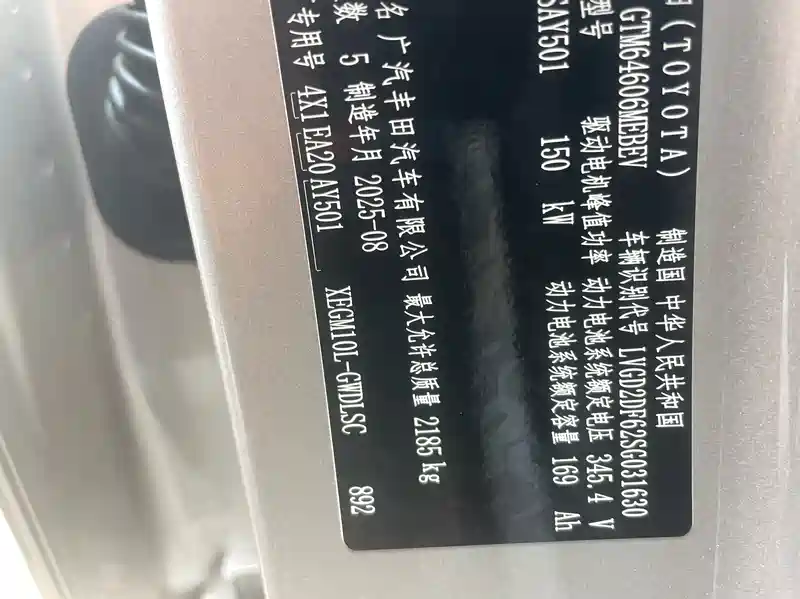 田(TOYOTA) 制造国 中华人民共和国
GTM64606MEBEV 车辆识别代号 LVGD2DF62SG031630
型号 驱动电机峰值功率 动力电池系统额定电压 345.4 V
SAY501 150 kW 动力电池系统额定容量 169 Ah
名 广汽丰田汽车有限公司 最大允许总质量 2185 kg
数 5 制造年月 2025-08
专用号 4X1EA20AY501 XEGM10L-GWDLSC 892